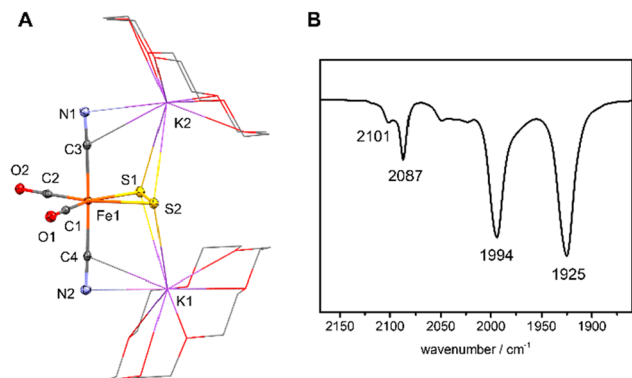 A
N1
K2
C3
O2
C2
S1
S2
Fe1
C1
O1
C4
N2
K1
B
2101
2087
1994
1925
2150
2100
2050
2000
1950
1900
wavenumber / cm⁻¹